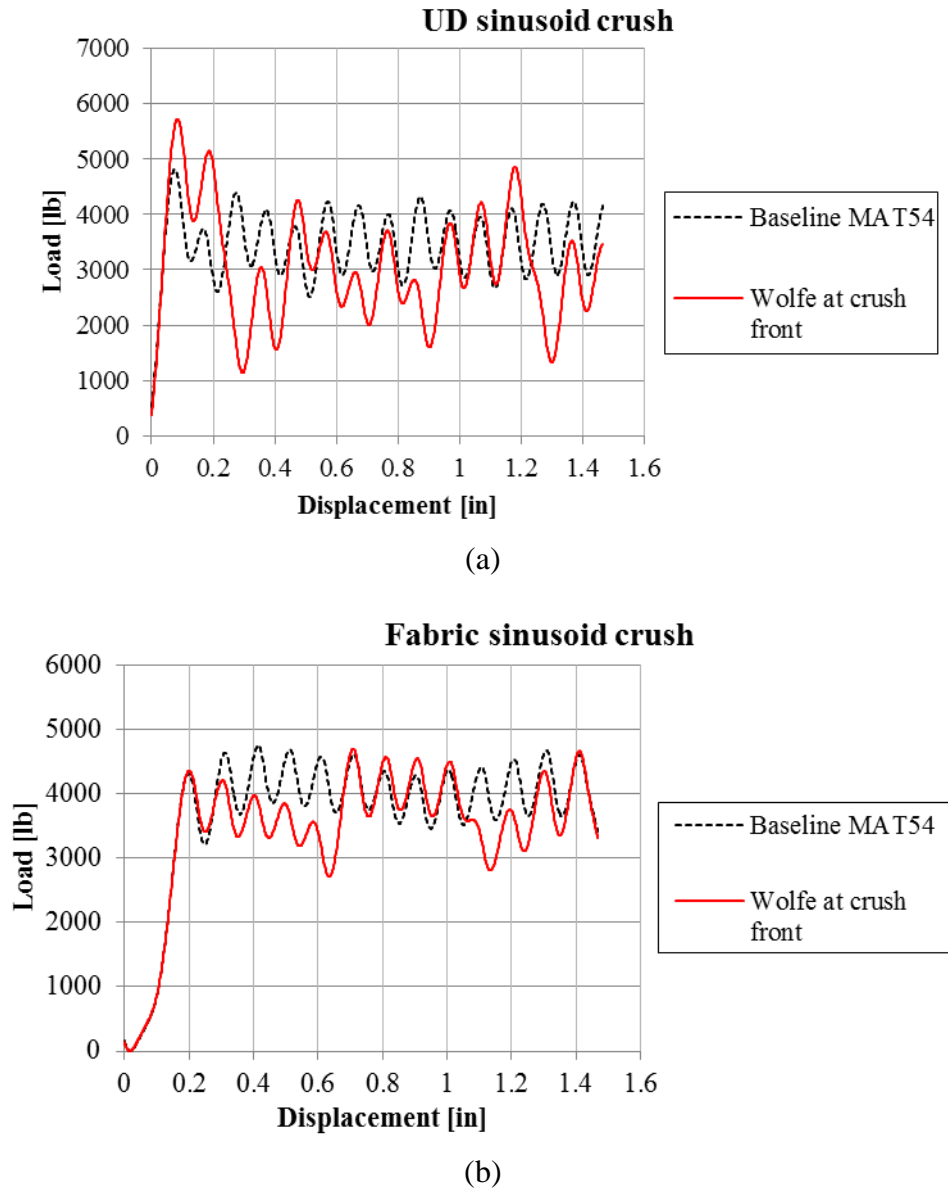 UD sinusoid crush
7000
6000
5000
4000
3000
2000
1000
0
Load [lb]
0 0.2 0.4 0.6 0.8 1 1.2 1.4 1.6
Displacement [in]
Baseline MAT54
Wolfe at crush
front
(a)
Fabric sinusoid crush
6000
5000
4000
3000
2000
1000
0
Load [lb]
0 0.2 0.4 0.6 0.8 1 1.2 1.4 1.6
Displacement [in]
Baseline MAT54
Wolfe at crush
front
(b)